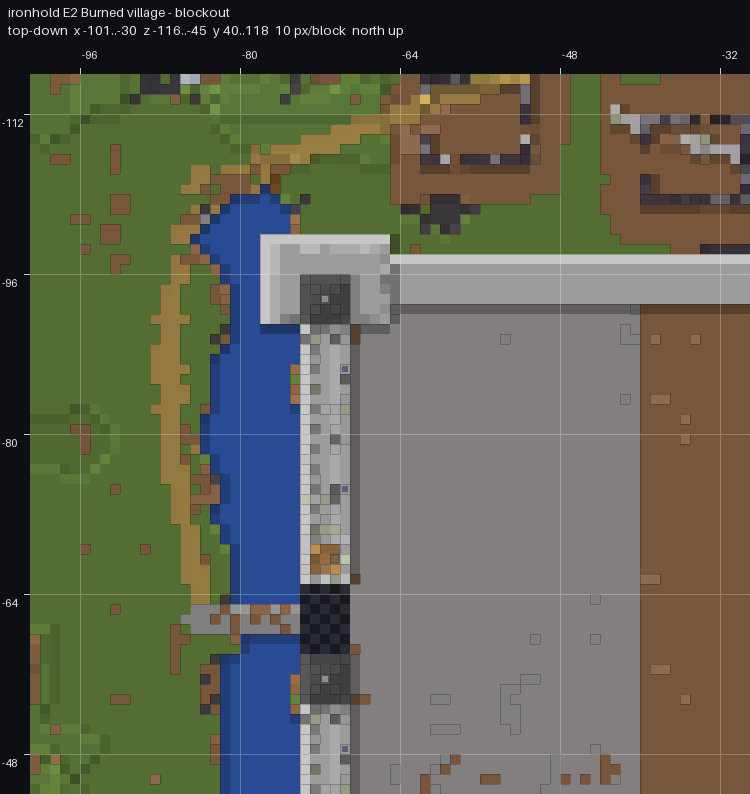 ironhold E2 Burned village - blockout
top-down x -101..-30 z -116..-45 y 40..118 10 px/block north up
-96 -80 -64 -48 -32
-112
-96
-80
-64
-48